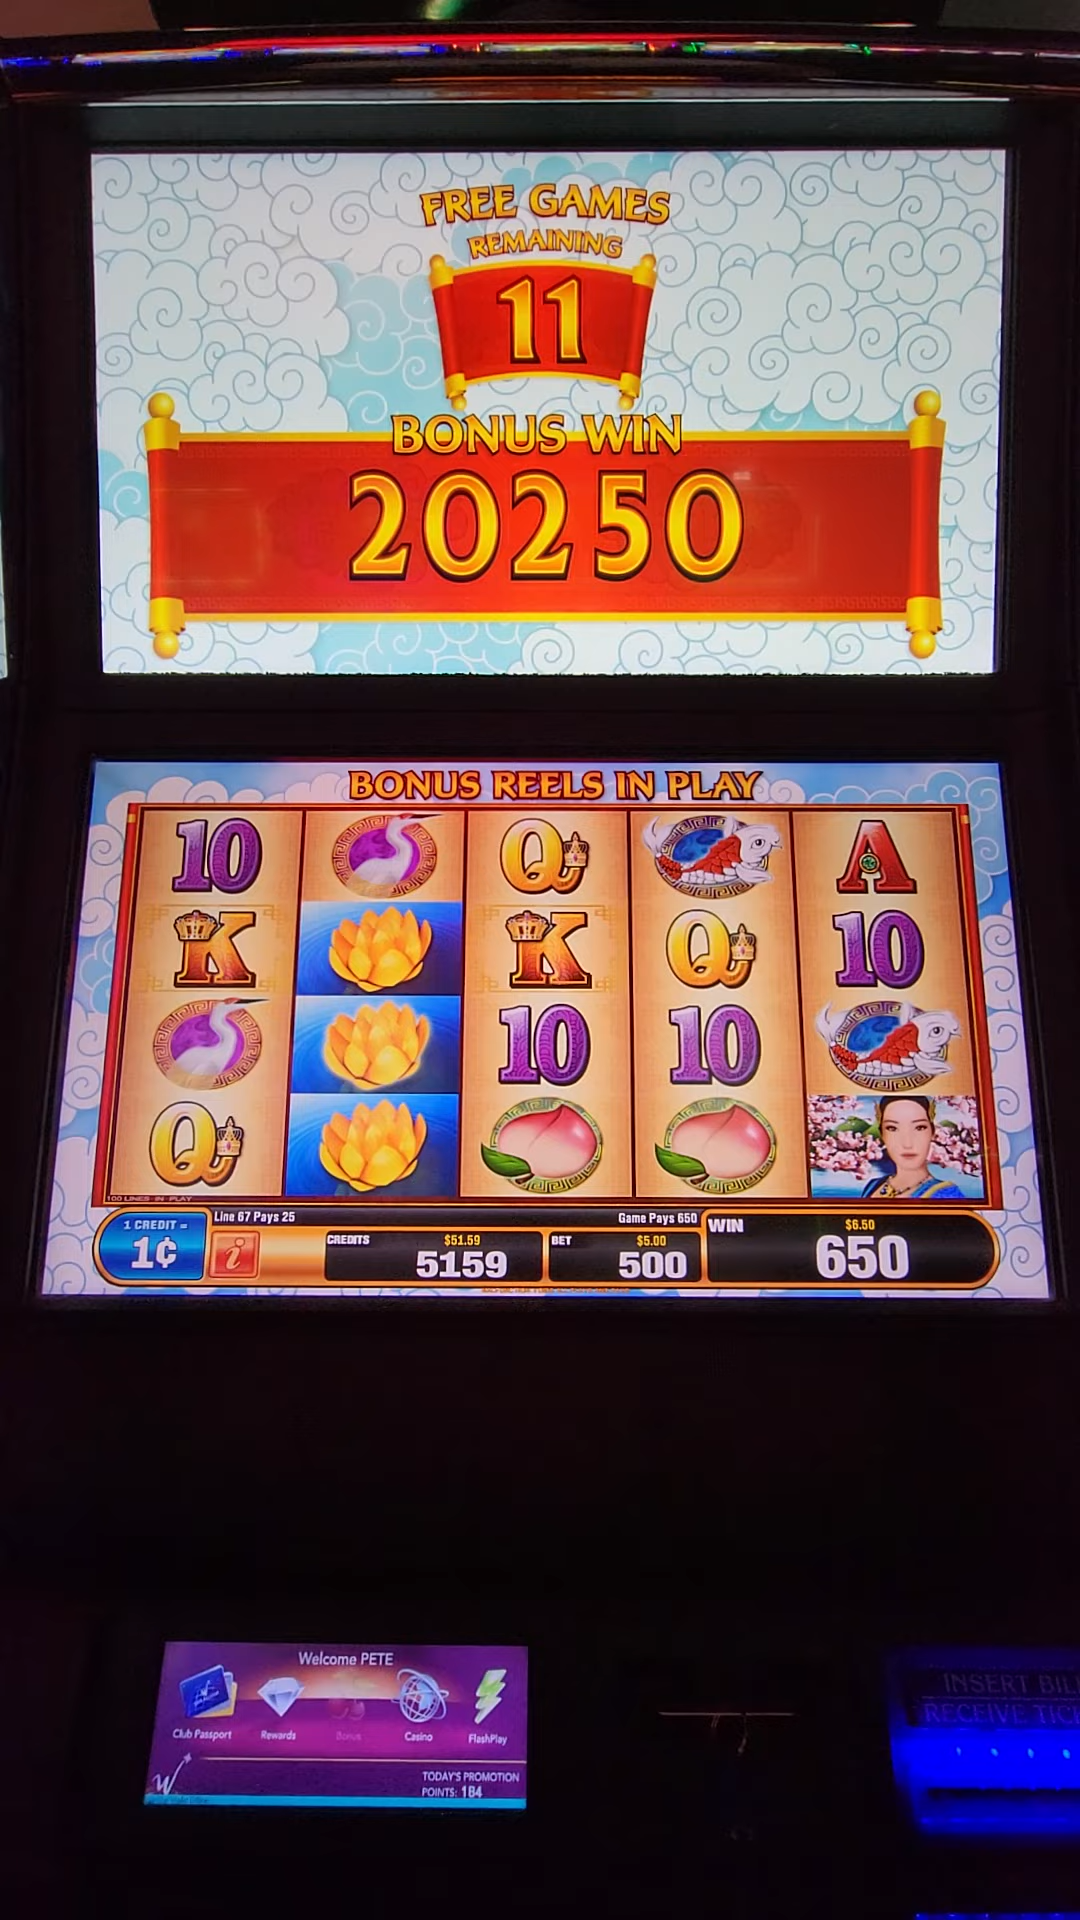 FREE GAMES
REMAINING
11
BONUS WIN
20250
BONUS REELS IN PLAY
10 Q A
K K Q 10
10 10
Q
100 LINES IN PLAY
Line 67 Pays 25 Game Pays 650
1 CREDIT =
1¢
i
CREDITS $51.59
5159
BET $5.00
500
WIN $6.50
650
Welcome PETE
Club Passport Rewards Bonus Casino FlashPlay
W
TODAY'S PROMOTION
POINTS: 184
INSERT BILL
RECEIVE TICK